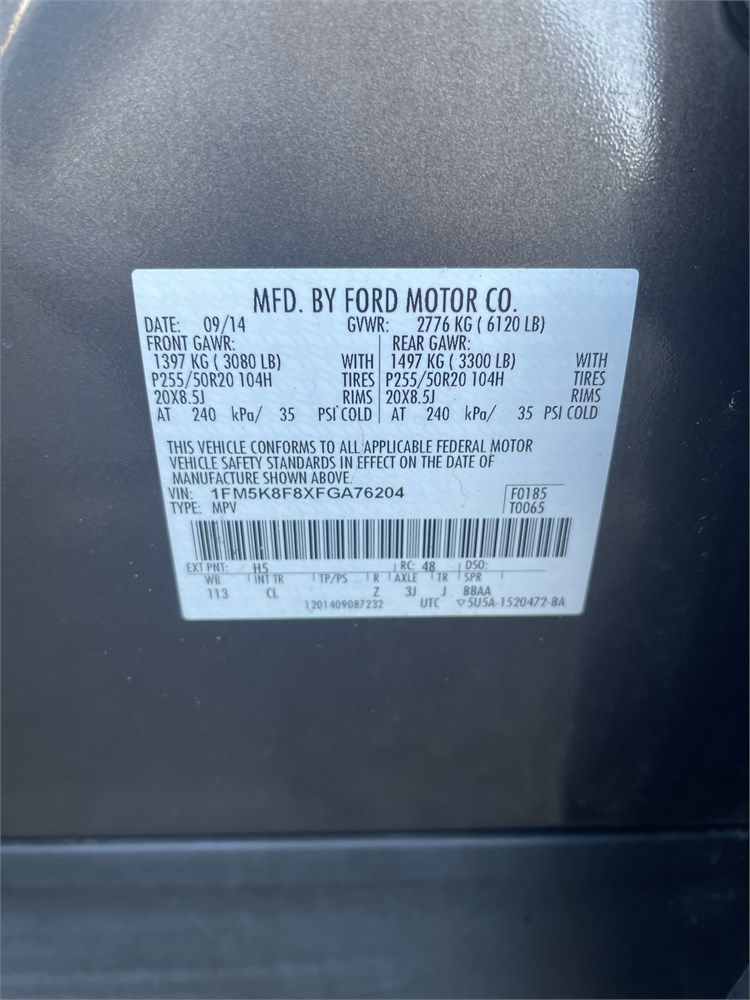 MFD. BY FORD MOTOR CO.
DATE: 09/14 GVWR: 2776 KG ( 6120 LB)
FRONT GAWR: REAR GAWR:
1397 KG ( 3080 LB) WITH 1497 KG ( 3300 LB) WITH
P255/50R20 104H TIRES P255/50R20 104H TIRES
20X8.5J RIMS 20X8.5J RIMS
AT 240 kPa/ 35 PSI COLD AT 240 kPa/ 35 PSI COLD
THIS VEHICLE CONFORMS TO ALL APPLICABLE FEDERAL MOTOR
VEHICLE SAFETY STANDARDS IN EFFECT ON THE DATE OF
MANUFACTURE SHOWN ABOVE.
VIN: 1FM5K8F8XFGA76204 F0185
TYPE: MPV T0065
EXT PNT: H5 RC: 48 DSO:
WB INT TR TP/PS R AXLE TR SPR
113 CL Z 3J J BBAA
1201409087232 UTC ▽5U5A-1520472-BA